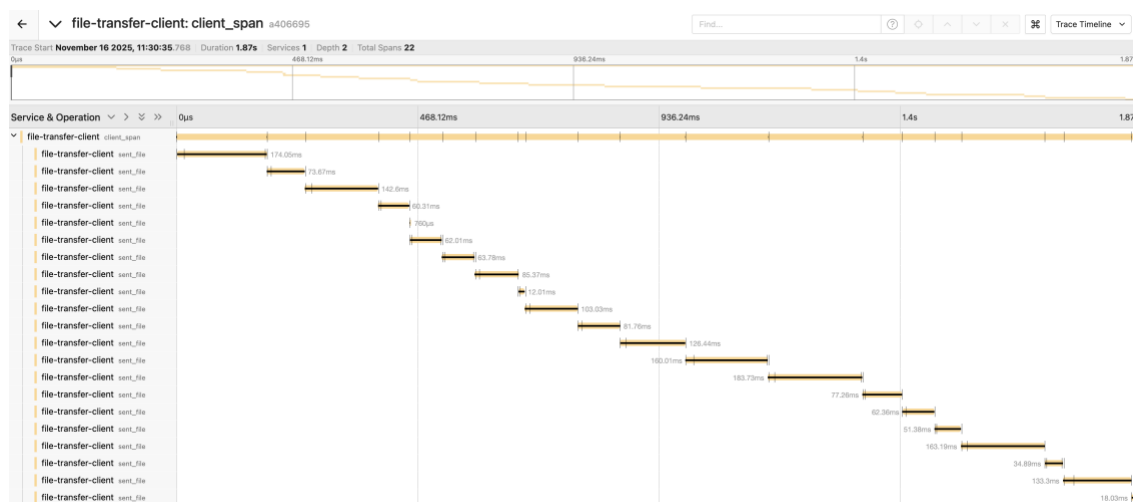 file-transfer-client: client_span a406695
Find...
Trace Timeline
Trace Start November 16 2025, 11:30:35.768 Duration 1.87s Services 1 Depth 2 Total Spans 22
0μs 468.12ms 936.24ms 1.4s 1.87
Service & Operation 0μs 468.12ms 936.24ms 1.4s 1.87
file-transfer-client client_span
file-transfer-client sent_file 174.05ms
file-transfer-client sent_file 73.67ms
file-transfer-client sent_file 142.6ms
file-transfer-client sent_file 60.31ms
file-transfer-client sent_file 760μs
file-transfer-client sent_file 62.01ms
file-transfer-client sent_file 63.78ms
file-transfer-client sent_file 85.37ms
file-transfer-client sent_file 12.01ms
file-transfer-client sent_file 103.03ms
file-transfer-client sent_file 81.76ms
file-transfer-client sent_file 126.44ms
file-transfer-client sent_file 160.01ms
file-transfer-client sent_file 183.73ms
file-transfer-client sent_file 77.26ms
file-transfer-client sent_file 62.36ms
file-transfer-client sent_file 51.38ms
file-transfer-client sent_file 163.19ms
file-transfer-client sent_file 34.89ms
file-transfer-client sent_file 133.3ms
file-transfer-client sent_file 18.03ms